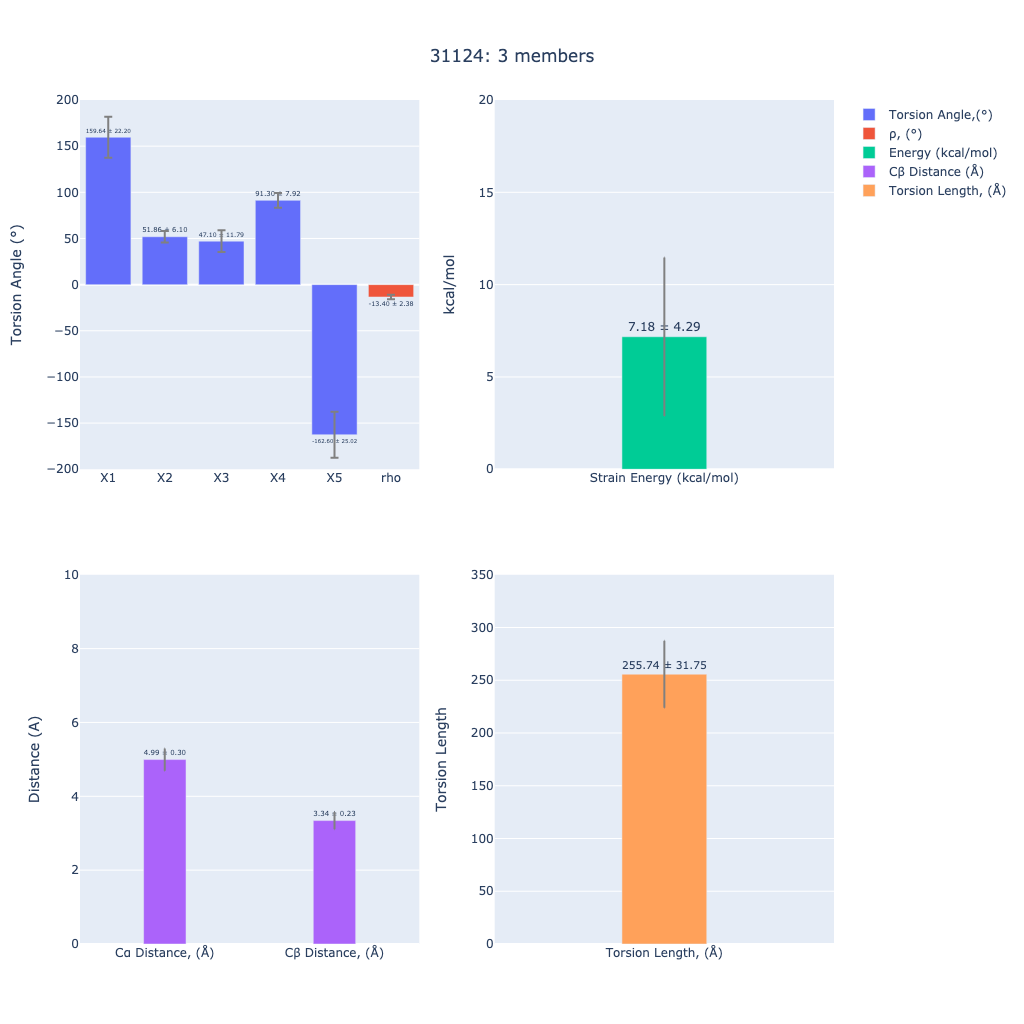 31124: 3 members
Torsion Angle (°)
200
150
100
50
0
−50
−100
−150
−200
159.64 ± 22.20
51.86 ± 6.10
47.10 ± 11.79
91.30 ± 7.92
-162.60 ± 25.02
-13.40 ± 2.38
X1 X2 X3 X4 X5 rho
kcal/mol
20
15
10
5
0
7.18 ± 4.29
Strain Energy (kcal/mol)
Torsion Angle,(°)
ρ, (°)
Energy (kcal/mol)
Cβ Distance (Å)
Torsion Length, (Å)
Distance (A)
10
8
6
4
2
0
4.99 ± 0.30
3.34 ± 0.23
Cα Distance, (Å) Cβ Distance, (Å)
Torsion Length
350
300
250
200
150
100
50
0
255.74 ± 31.75
Torsion Length, (Å)